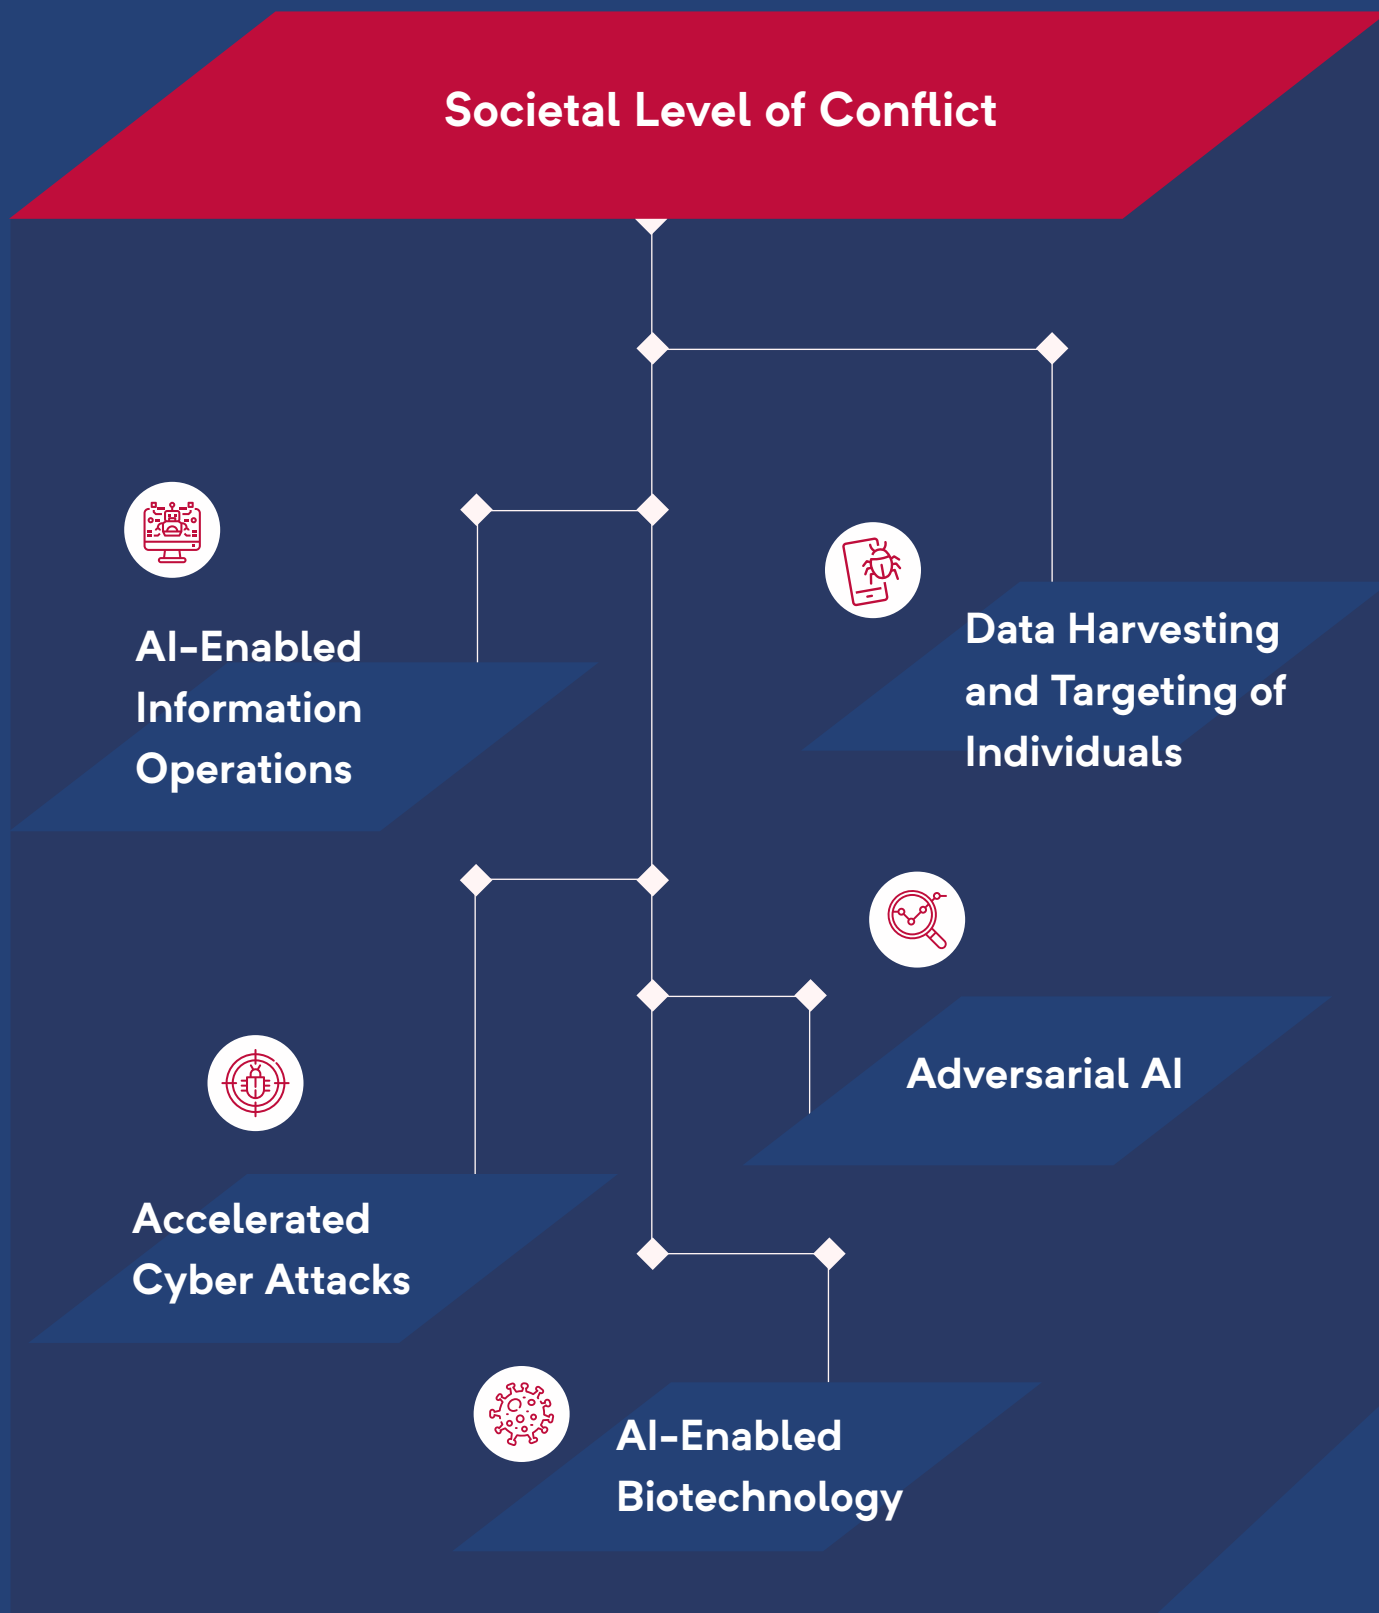 Societal Level of Conflict
AI-Enabled
Information
Operations
Data Harvesting
and Targeting of
Individuals
Adversarial AI
Accelerated
Cyber Attacks
AI-Enabled
Biotechnology